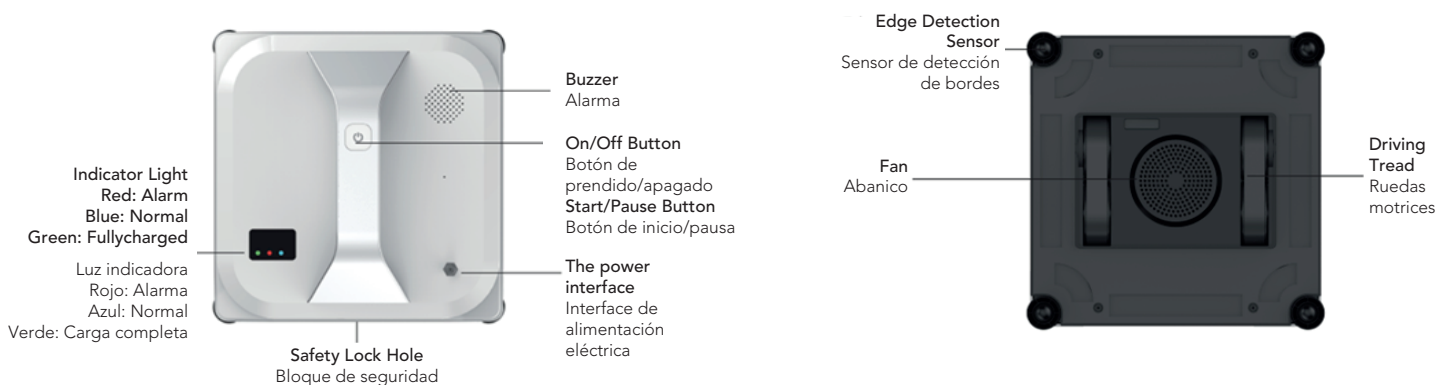 Buzzer
Alarma
On/Off Button
Botón de
prendido/apagado
Start/Pause Button
Botón de inicio/pausa
The power
interface
Interface de
alimentación
eléctrica
Indicator Light
Red: Alarm
Blue: Normal
Green: Fullycharged
Luz indicadora
Rojo: Alarma
Azul: Normal
Verde: Carga completa
Safety Lock Hole
Bloque de seguridad
Edge Detection
Sensor
Sensor de detección
de bordes
Fan
Abanico
Driving
Tread
Ruedas
motrices